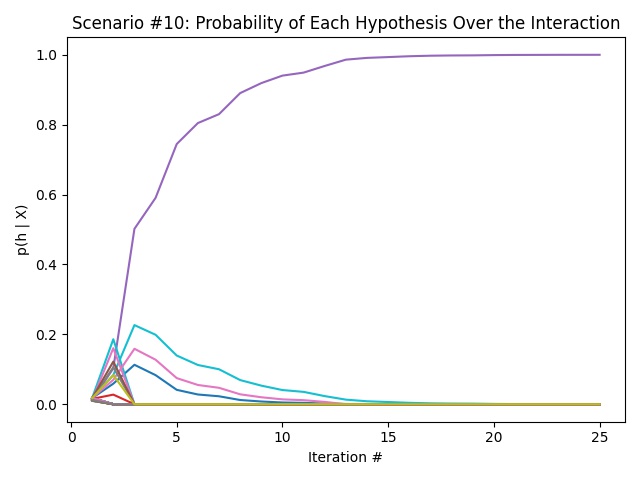 Scenario #10: Probability of Each Hypothesis Over the Interaction
1.0
0.8
0.6
0.4
0.2
0.0
p(h | X)
0 5 10 15 20 25
Iteration #